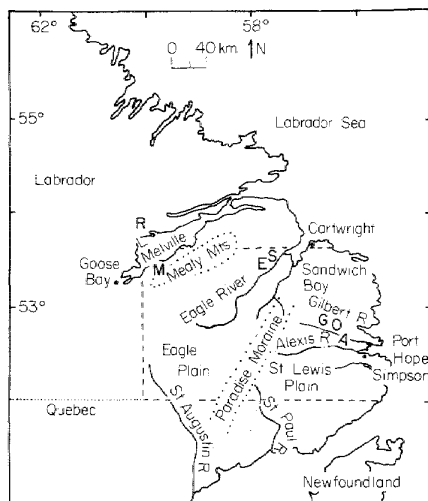 62° 58°
0 40 km. N
55°
Labrador Sea
Labrador
R
L. Melville
Cartwright
Mealy Mts
Goose Bay
M
E S
Sandwich Bay
53°
Eagle River
Gilbert R.
G O
A
Port Hope Simpson
Alexis R.
Eagle Plain
Paradise Moraine
St Lewis Plain
Quebec
St Augustin R
St Paul R
Newfoundland